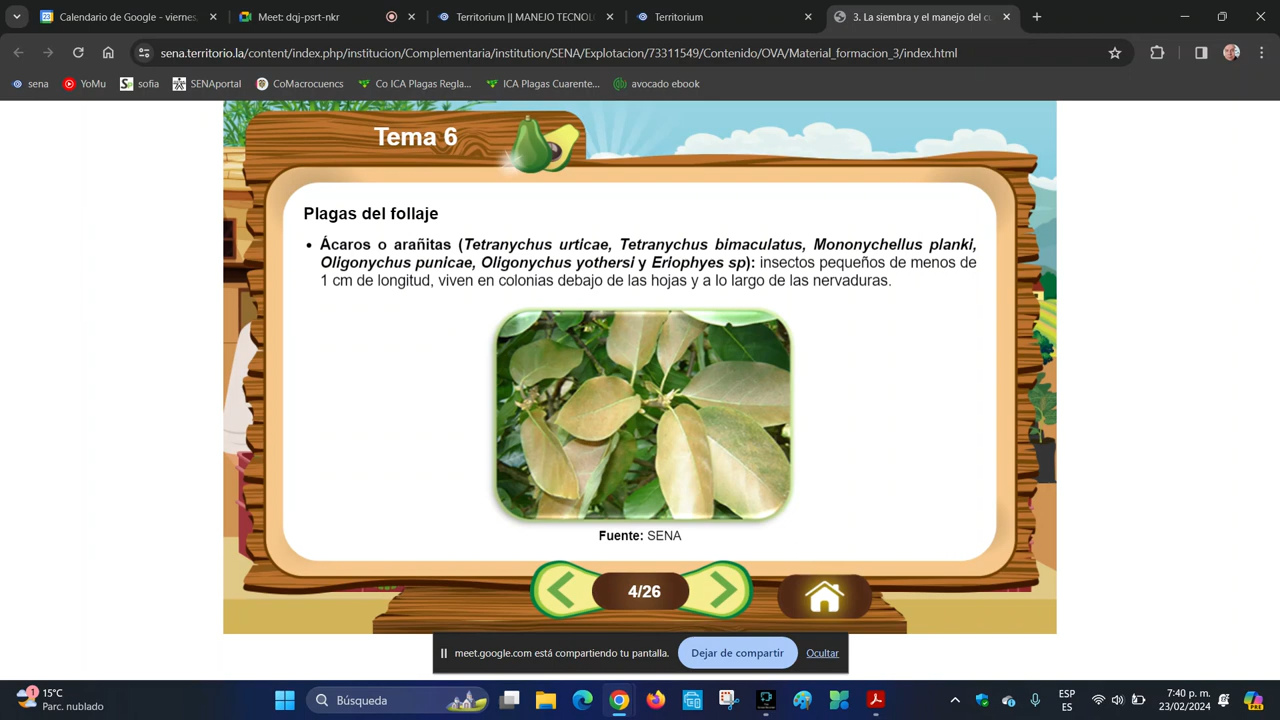 Calendario de Google - viernes,
Meet: dqj-psrt-nkr
Territorium || MANEJO TECNOL
Territorium
3. La siembra y el manejo del cu
sena.territorio.la/content/index.php/institucion/Complementaria/institution/SENA/Explotacion/73311549/Contenido/OVA/Material_formacion_3/index.html
sena
YoMu
sofia
SENAportal
CoMacrocuencs
Co ICA Plagas Regla...
ICA Plagas Cuarente...
avocado ebook
Tema 6
Plagas del follaje
• Ácaros o arañitas (Tetranychus urticae, Tetranychus bimaculatus, Mononychellus planki,
Oligonychus punicae, Oligonychus yothersi y Eriophyes sp): insectos pequeños de menos de
1 cm de longitud, viven en colonias debajo de las hojas y a lo largo de las nervaduras.
Fuente: SENA
4/26
meet.google.com está compartiendo tu pantalla.
Dejar de compartir
Ocultar
1
15°C
Parc. nublado
Búsqueda
ESP
ES
7:40 p. m.
23/02/2024